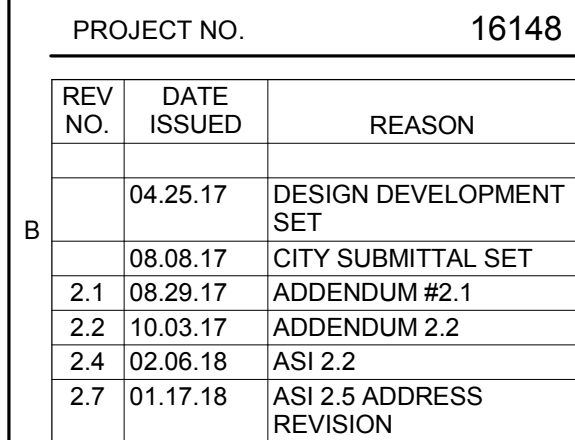 PROJECT NO. 16148
REV NO. DATE ISSUED REASON
04.25.17 DESIGN DEVELOPMENT SET
B
08.08.17 CITY SUBMITTAL SET
2.1 08.29.17 ADDENDUM #2.1
2.2 10.03.17 ADDENDUM 2.2
2.4 02.06.18 ASI 2.2
2.7 01.17.18 ASI 2.5 ADDRESS REVISION